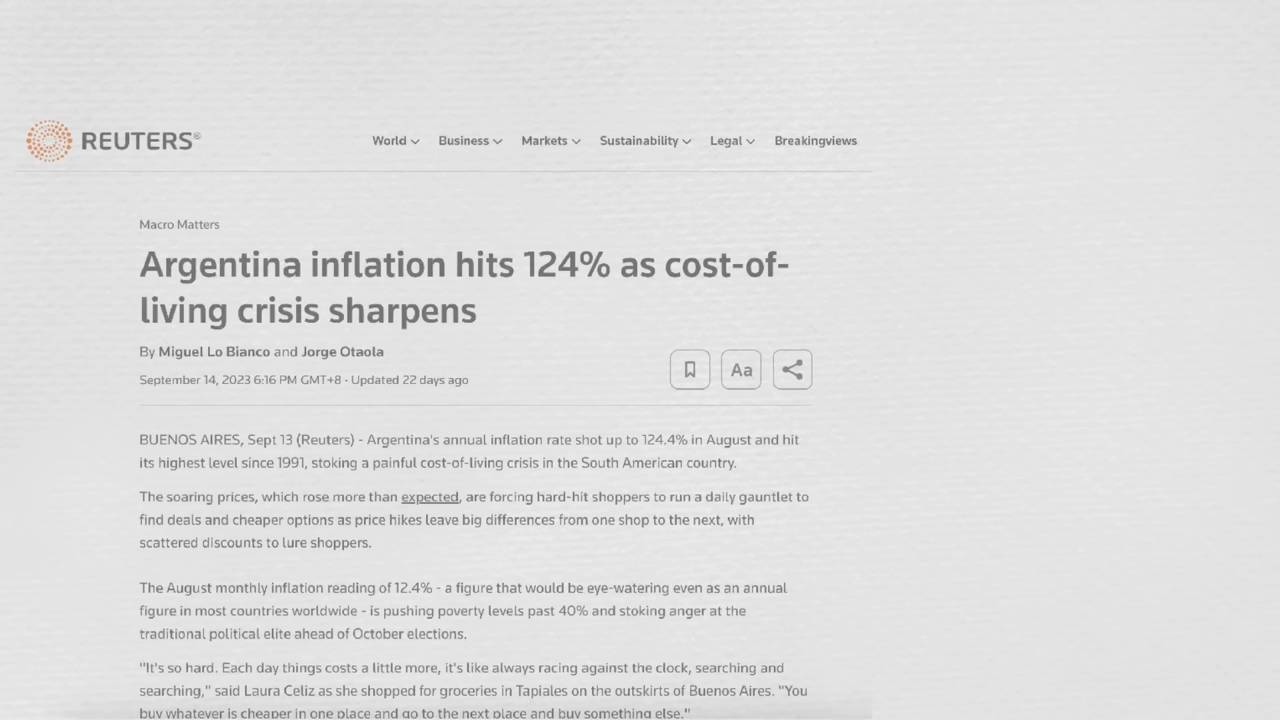 REUTERS®
World Business Markets Sustainability Legal Breakingviews
Macro Matters
Argentina inflation hits 124% as cost-of-
living crisis sharpens
By Miguel Lo Bianco and Jorge Otaola
September 14, 2023 6:16 PM GMT+8 · Updated 22 days ago
Aa
BUENOS AIRES, Sept 13 (Reuters) - Argentina's annual inflation rate shot up to 124.4% in August and hit
its highest level since 1991, stoking a painful cost-of-living crisis in the South American country.
The soaring prices, which rose more than expected, are forcing hard-hit shoppers to run a daily gauntlet to
find deals and cheaper options as price hikes leave big differences from one shop to the next, with
scattered discounts to lure shoppers.
The August monthly inflation reading of 12.4% - a figure that would be eye-watering even as an annual
figure in most countries worldwide - is pushing poverty levels past 40% and stoking anger at the
traditional political elite ahead of October elections.
"It's so hard. Each day things costs a little more, it's like always racing against the clock, searching and
searching," said Laura Celiz as she shopped for groceries in Tapiales on the outskirts of Buenos Aires. "You
buy whatever is cheaper in one place and go to the next place and buy something else."